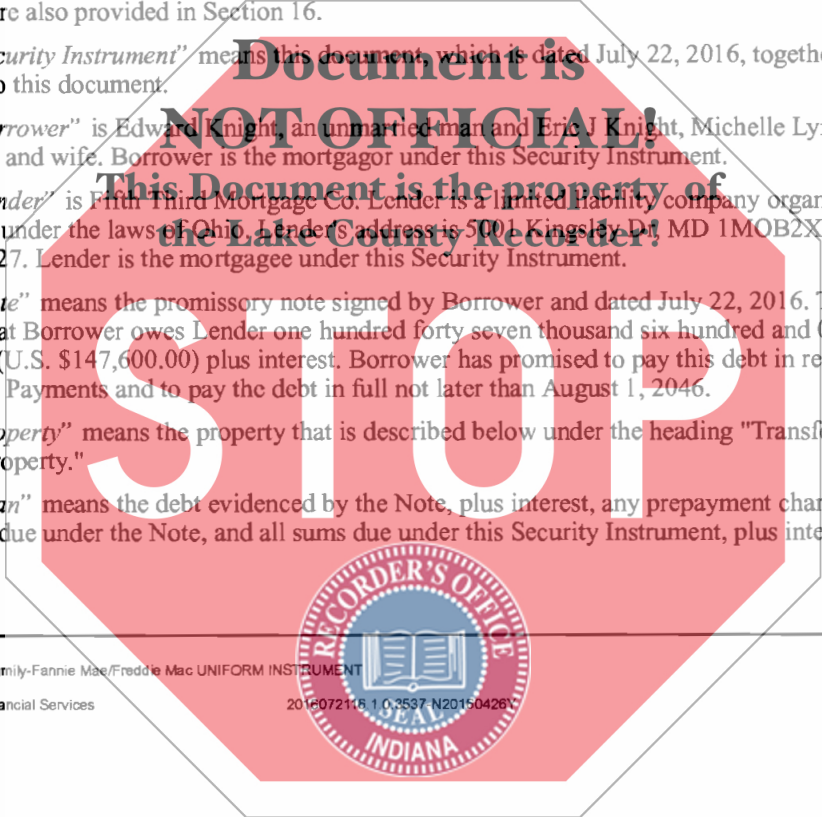 re also provided in Section 16.
curity Instrument” means this document, which is dated July 22, 2016, togethe
o this document.
Document is
NOT OFFICIAL!
rrower” is Edward Knight, an unmarried man and Eric J Knight, Michelle Ly
and wife. Borrower is the mortgagor under this Security Instrument.
This Document is the property of
the Lake County Recorder!
nder” is Fifth Third Mortgage Co. Lender is a limited liability company organ
under the laws of Ohio. Lender's address is 5001 Kingsley Dr, MD 1MOB2X
27. Lender is the mortgagee under this Security Instrument.
te” means the promissory note signed by Borrower and dated July 22, 2016. T
at Borrower owes Lender one hundred forty seven thousand six hundred and 0
(U.S. $147,600.00) plus interest. Borrower has promised to pay this debt in re
Payments and to pay the debt in full not later than August 1, 2046.
operty” means the property that is described below under the heading "Transfe
operty."
an” means the debt evidenced by the Note, plus interest, any prepayment char
due under the Note, and all sums due under this Security Instrument, plus inte
STOP
RECORDER'S OFFICE
SEAL
INDIANA
mily-Fannie Mae/Freddie Mac UNIFORM INSTRUMENT
ancial Services